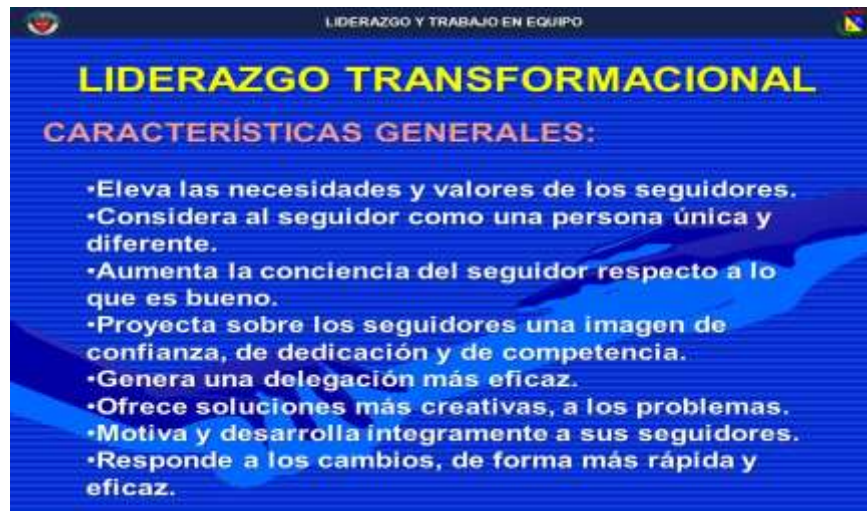 LIDERAZGO Y TRABAJO EN EQUIPO
LIDERAZGO TRANSFORMACIONAL
CARACTERÍSTICAS GENERALES:
•Eleva las necesidades y valores de los seguidores.
•Considera al seguidor como una persona única y
diferente.
•Aumenta la conciencia del seguidor respecto a lo
que es bueno.
•Proyecta sobre los seguidores una imagen de
confianza, de dedicación y de competencia.
•Genera una delegación más eficaz.
•Ofrece soluciones más creativas, a los problemas.
•Motiva y desarrolla íntegramente a sus seguidores.
•Responde a los cambios, de forma más rápida y
eficaz.